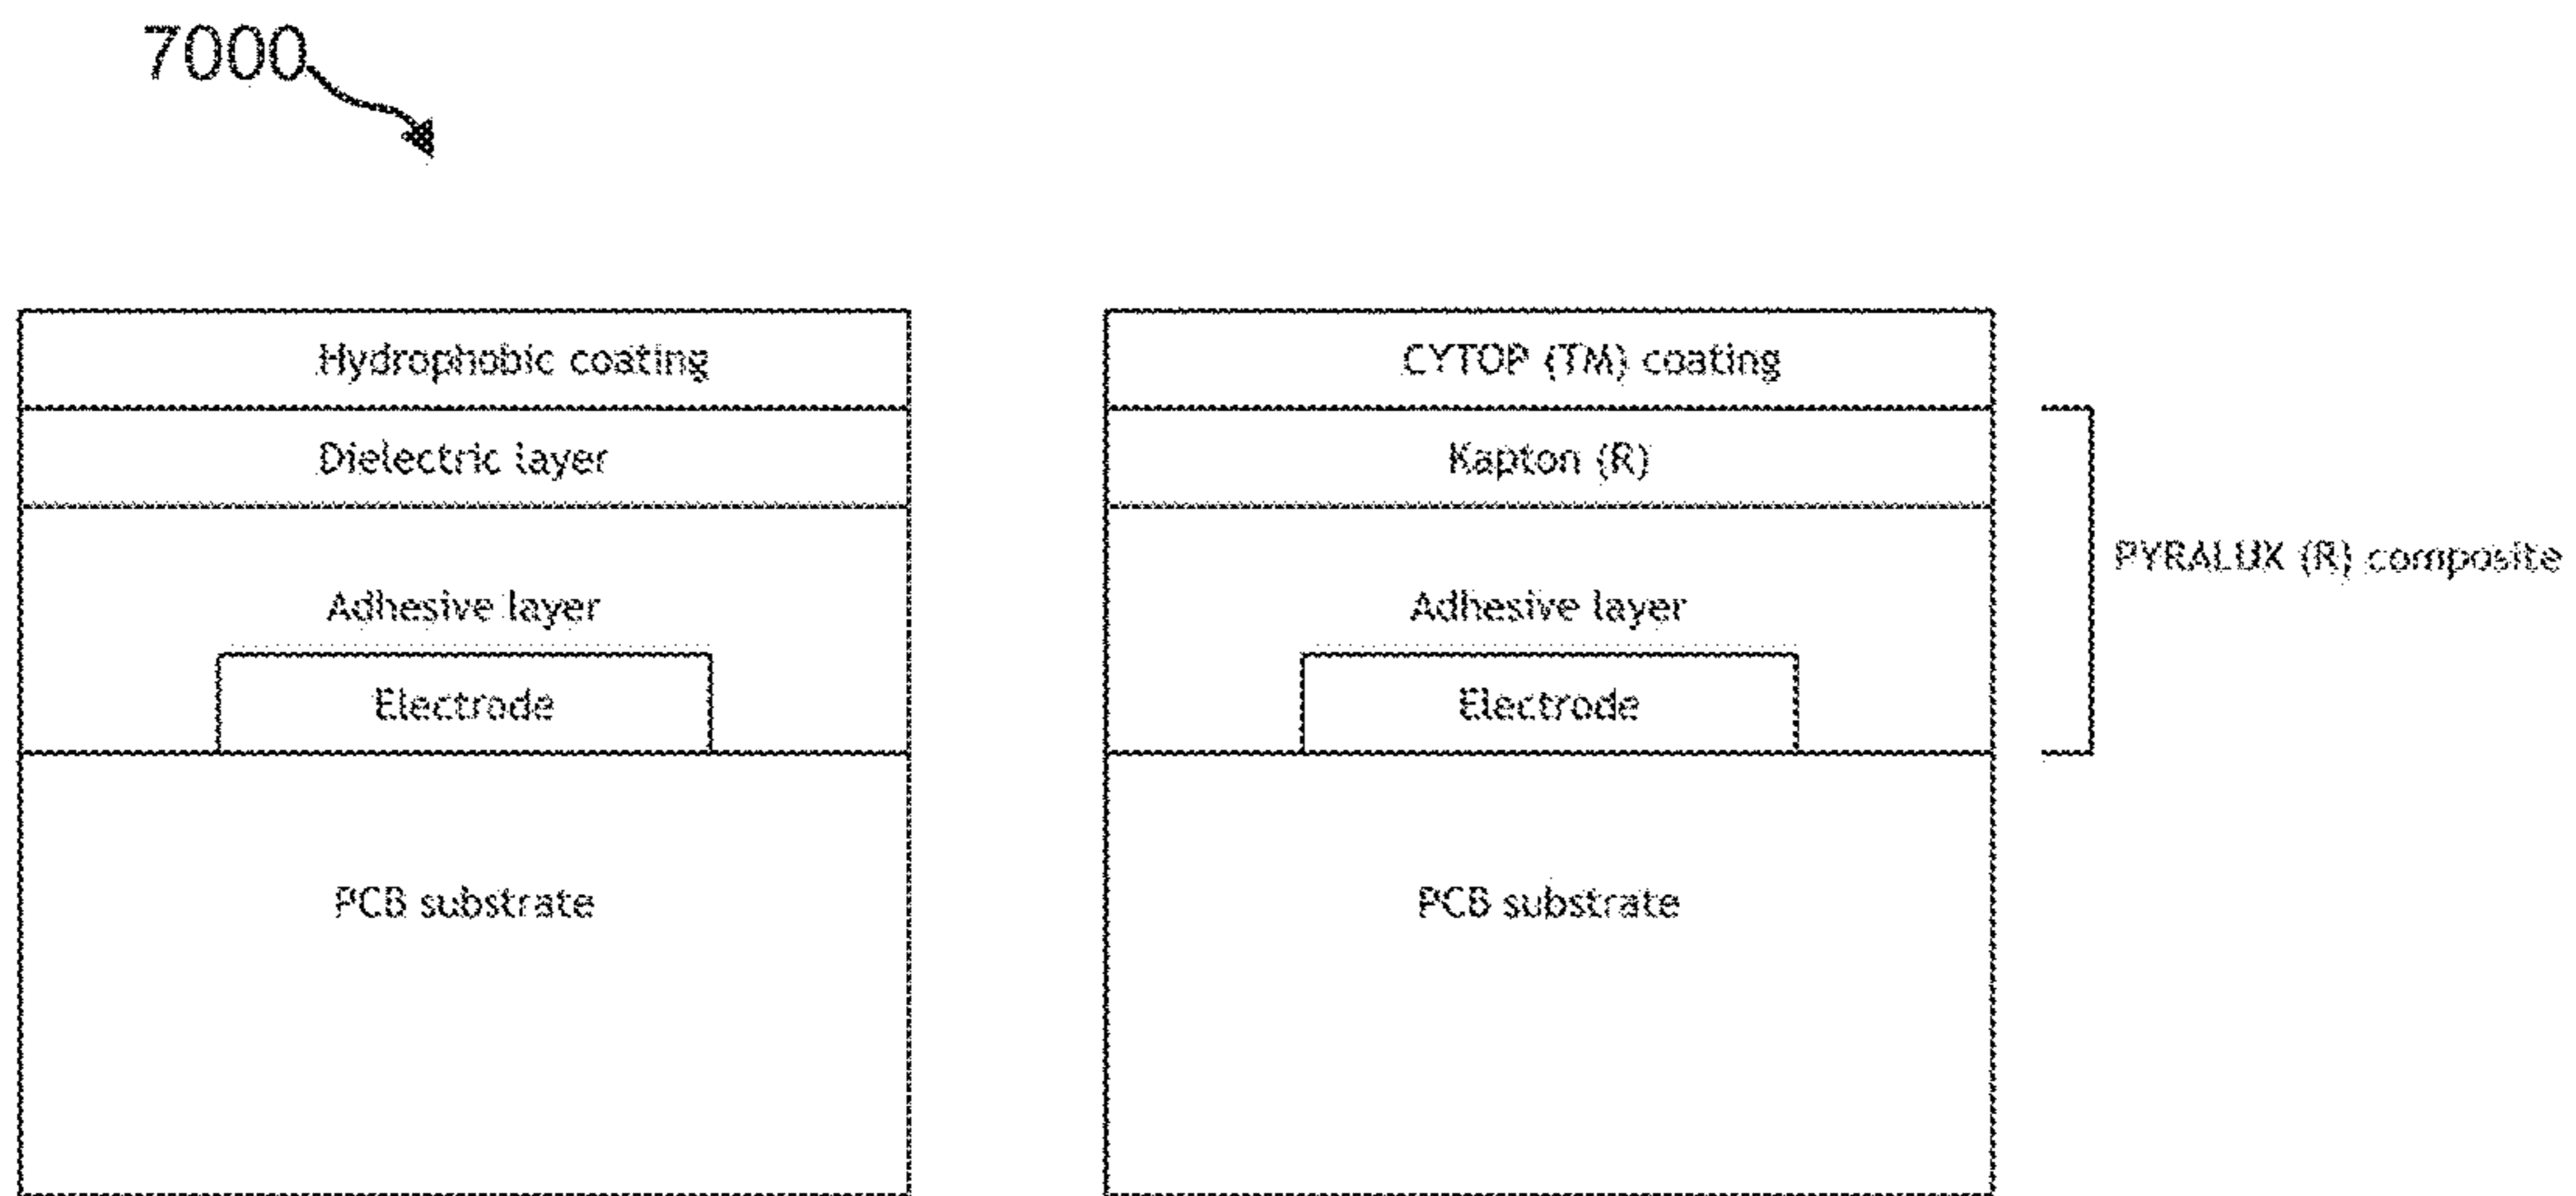 7000
Hydrophobic coating
Dielectric layer
Adhesive layer
Electrode
PCB substrate
CYTOP (TM) coating
Kapton (R)
Adhesive layer
Electrode
PCB substrate
PYRALUX (R) composite